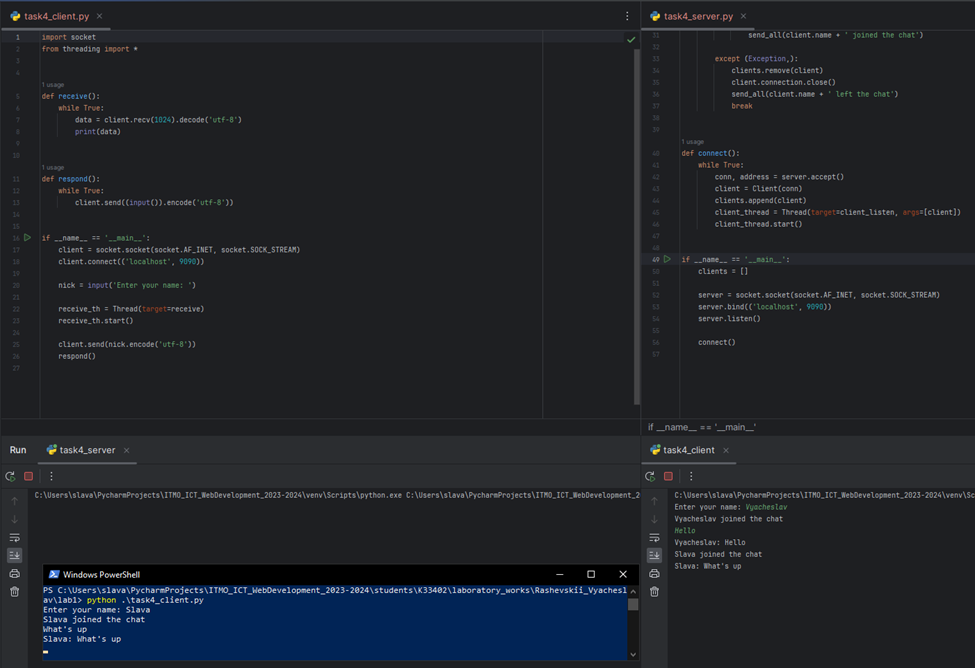 task4_client.py
1 import socket
2 from threading import *
3
4
1 usage
5 def receive():
6 while True:
7 data = client.recv(1024).decode('utf-8')
8 print(data)
9
10
1 usage
11 def respond():
12 while True:
13 client.send((input()).encode('utf-8'))
14
15
16 if __name__ == '__main__':
17 client = socket.socket(socket.AF_INET, socket.SOCK_STREAM)
18 client.connect(('localhost', 9090))
19
20 nick = input('Enter your name: ')
21
22 receive_th = Thread(target=receive)
23 receive_th.start()
24
25 client.send(nick.encode('utf-8'))
26 respond()
27
task4_server.py
31 send_all(client.name + ' joined the chat')
32
33 except (Exception,):
34 clients.remove(client)
35 client.connection.close()
36 send_all(client.name + ' left the chat')
37 break
38
39
1 usage
40 def connect():
41 while True:
42 conn, address = server.accept()
43 client = Client(conn)
44 clients.append(client)
45 client_thread = Thread(target=client_listen, args=[client])
46 client_thread.start()
47
48
49 if __name__ == '__main__':
50 clients = []
51
52 server = socket.socket(socket.AF_INET, socket.SOCK_STREAM)
53 server.bind(('localhost', 9090))
54 server.listen()
55
56 connect()
57
if __name__ == '__main__'
Run task4_server
C:\Users\slava\PycharmProjects\ITMO_ICT_WebDevelopment_2023-2024\venv\Scripts\python.exe C:\Users\slava\PycharmProjects\ITMO_ICT_WebDevelopment_2
Windows PowerShell
PS C:\Users\slava\PycharmProjects\ITMO_ICT_WebDevelopment_2023-2024\students\K33402\laboratory_works\Rashevskii_Vyachesl
av\lab1> python .\task4_client.py
Enter your name: Slava
Slava joined the chat
What's up
Slava: What's up
task4_client
C:\Users\slava\PycharmProjects\ITMO_ICT_WebDevelopment_2023-2024\venv\Sc
Enter your name: Vyacheslav
Vyacheslav joined the chat
Hello
Vyacheslav: Hello
Slava joined the chat
Slava: What's up